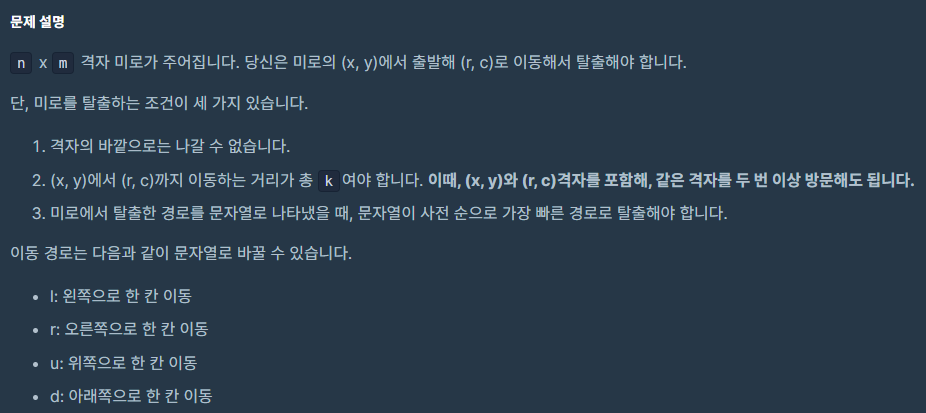 문제 설명
n x m 격자 미로가 주어집니다. 당신은 미로의 (x, y)에서 출발해 (r, c)로 이동해서 탈출해야 합니다.
단, 미로를 탈출하는 조건이 세 가지 있습니다.
1. 격자의 바깥으로는 나갈 수 없습니다.
2. (x, y)에서 (r, c)까지 이동하는 거리가 총 k여야 합니다. 이때, (x, y)와 (r, c)격자를 포함해, 같은 격자를 두 번 이상 방문해도 됩니다.
3. 미로에서 탈출한 경로를 문자열로 나타냈을 때, 문자열이 사전 순으로 가장 빠른 경로로 탈출해야 합니다.
이동 경로는 다음과 같이 문자열로 바꿀 수 있습니다.
• l: 왼쪽으로 한 칸 이동
• r: 오른쪽으로 한 칸 이동
• u: 위쪽으로 한 칸 이동
• d: 아래쪽으로 한 칸 이동